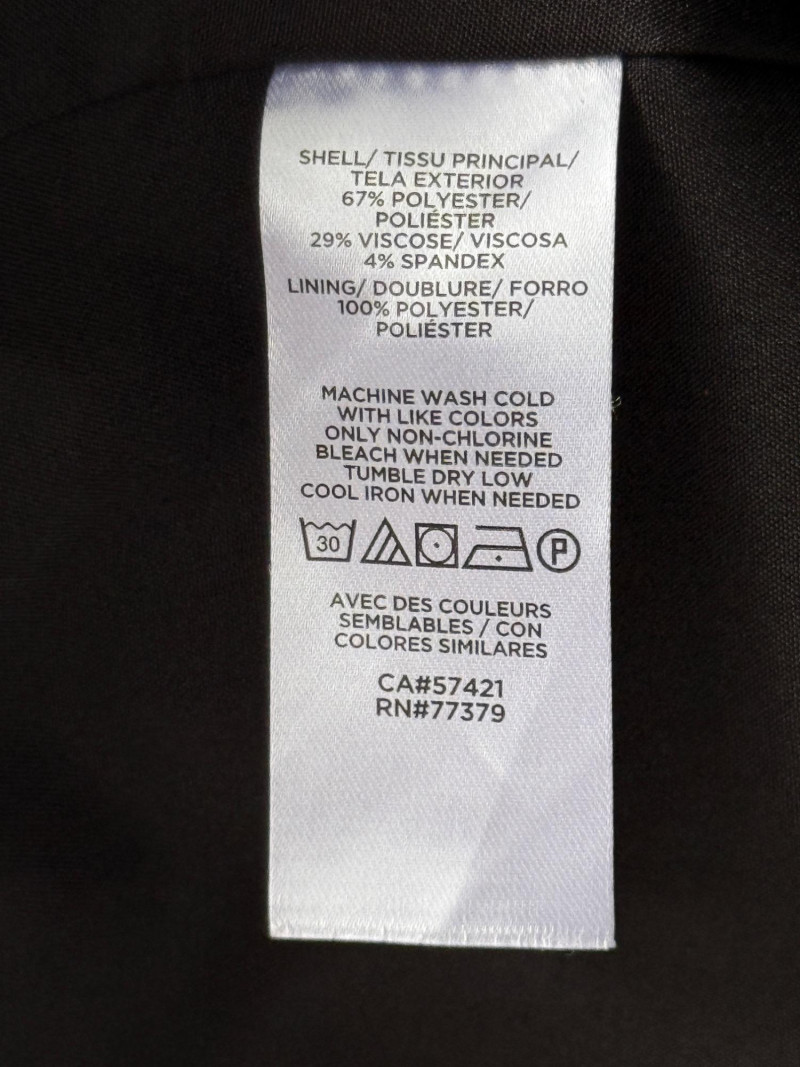 SHELL/ TISSU PRINCIPAL/
TELA EXTERIOR
67% POLYESTER/
POLIÉSTER
29% VISCOSE/ VISCOSA
4% SPANDEX
LINING/ DOUBLURE/ FORRO
100% POLYESTER/
POLIÉSTER
MACHINE WASH COLD
WITH LIKE COLORS
ONLY NON-CHLORINE
BLEACH WHEN NEEDED
TUMBLE DRY LOW
COOL IRON WHEN NEEDED
30 P
AVEC DES COULEURS
SEMBLABLES / CON
COLORES SIMILARES
CA#57421
RN#77379